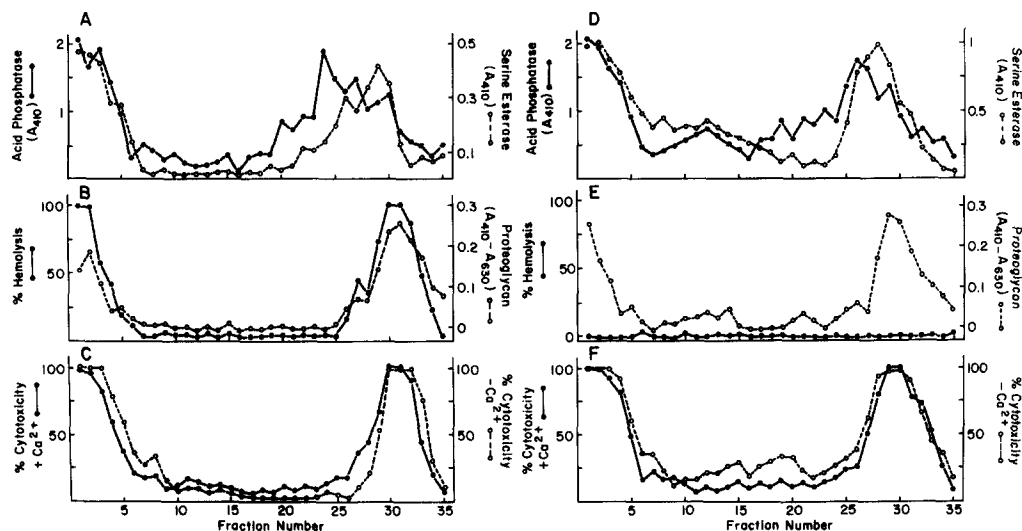 A
Acid Phosphatase
(A410)
2
1
0.5
0.3
0.1
Serine Esterase
(A410)
B
% Hemolysis
100
50
0.3
0.2
0.1
0
Proteoglycan
(A410-A630)
C
% Cytotoxicity
+Ca2+
100
50
100
50
% Cytotoxicity
-Ca2+
5
10
15
20
25
30
35
Fraction Number
D
Acid Phosphatase
(A410)
2
1
1
0.5
Serine Esterase
(A410)
E
% Hemolysis
100
50
0
0.3
0.2
0.1
0
Proteoglycan
(A410-A630)
F
% Cytotoxicity
+Ca2+
100
50
100
50
% Cytotoxicity
-Ca2+
5
10
15
20
25
30
35
Fraction Number